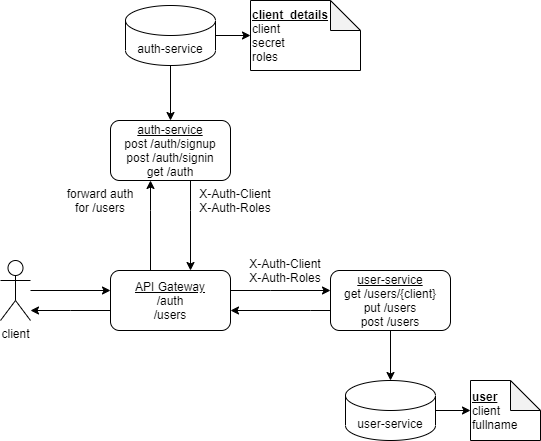 client_details
client
secret
roles
auth-service
auth-service
post /auth/signup
post /auth/signin
get /auth
forward auth
for /users
X-Auth-Client
X-Auth-Roles
client
API Gateway
/auth
/users
X-Auth-Client
X-Auth-Roles
user-service
get /users/{client}
put /users
post /users
user-service
user
client
fullname